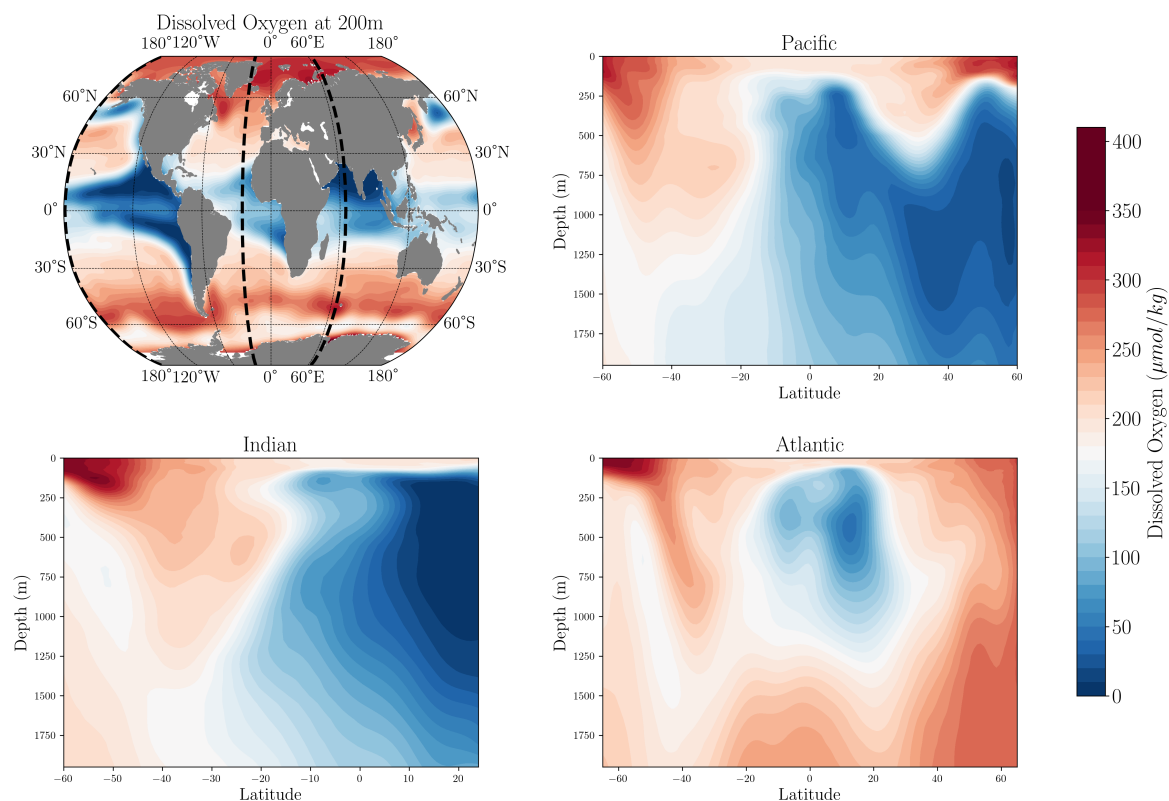 Dissolved Oxygen at 200m
180°120°W 0° 60°E 180°
60°N 60°N
30°N 30°N
0° 0°
30°S 30°S
60°S 60°S
180°120°W 0° 60°E 180°
Pacific
0
250
500
750
1000
1250
1500
1750
Depth (m)
−60 −40 −20 0 20 40 60
Latitude
Indian
0
250
500
750
1000
1250
1500
1750
Depth (m)
−60 −50 −40 −30 −20 −10 0 10 20
Latitude
Atlantic
0
250
500
750
1000
1250
1500
1750
Depth (m)
−60 −40 −20 0 20 40 60
Latitude
400
350
300
250
200
150
100
50
0
Dissolved Oxygen (μmol/kg)